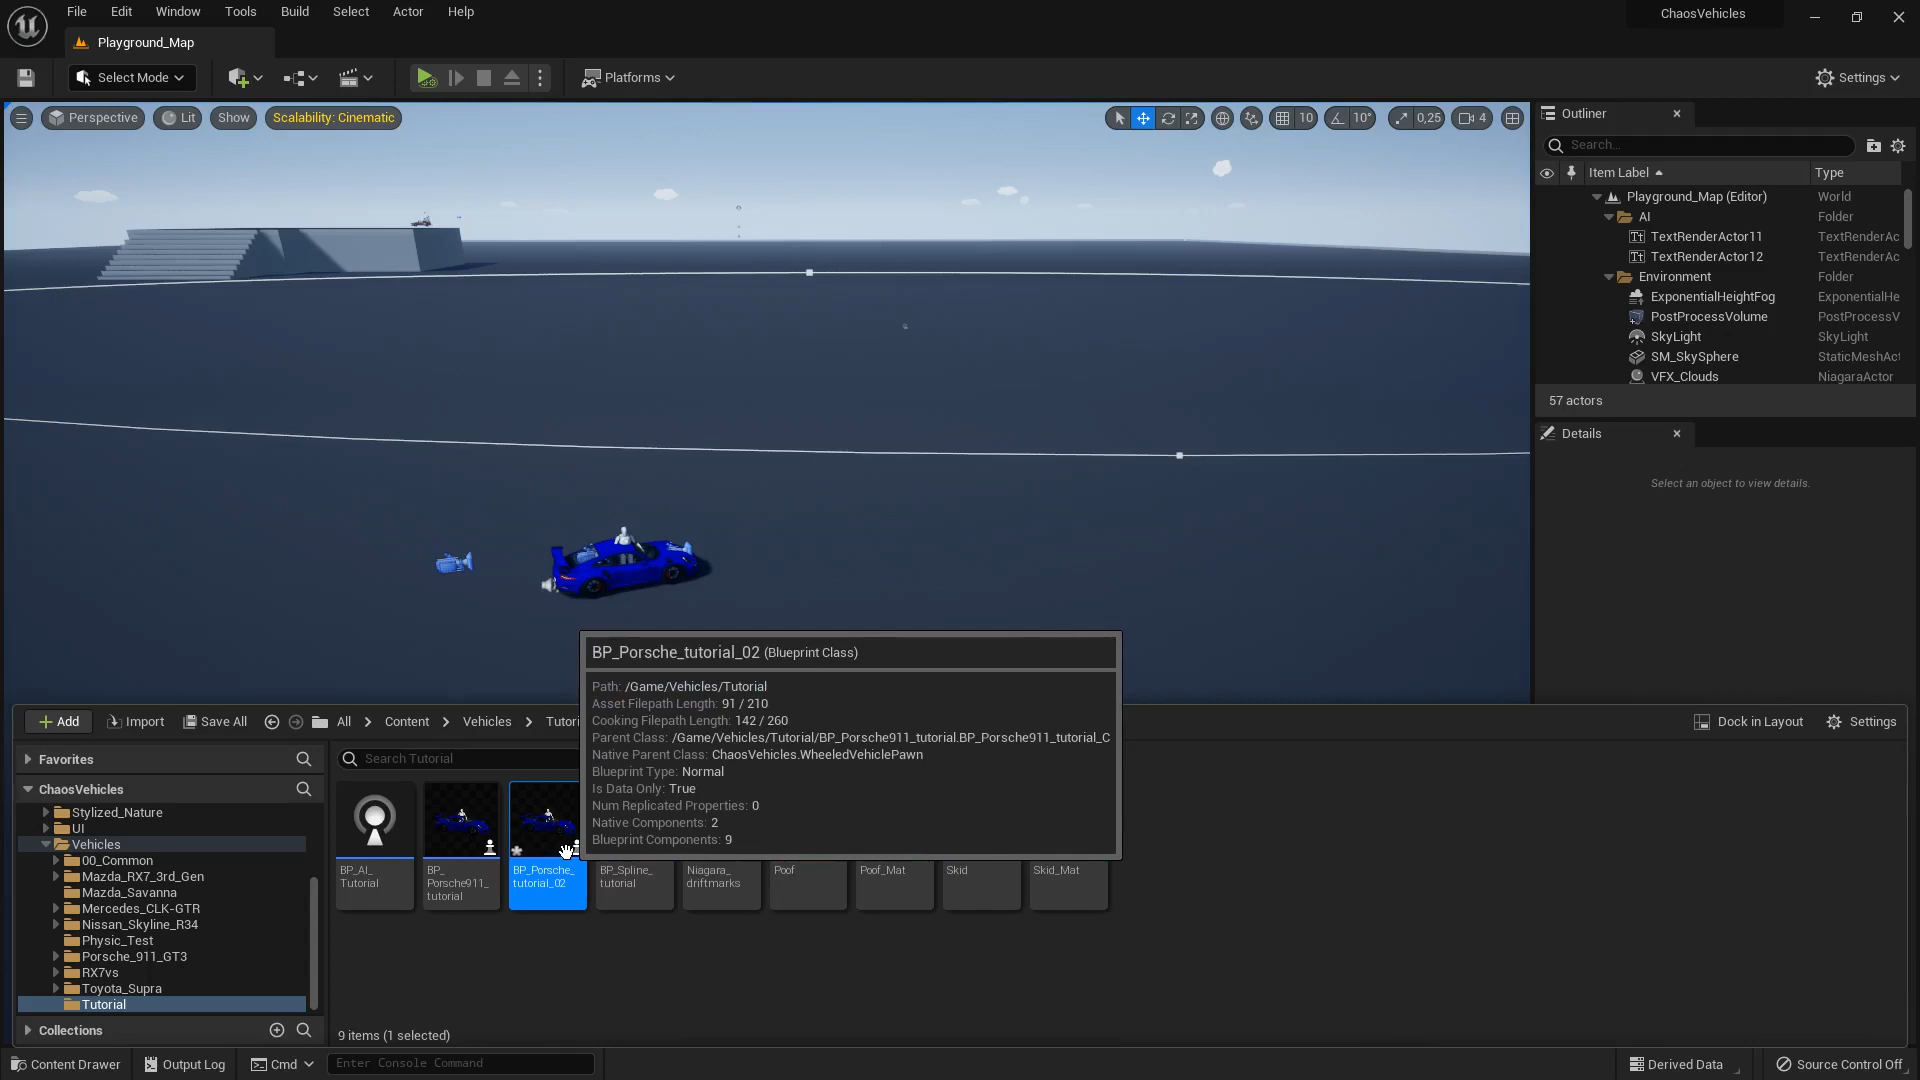 File Edit Window Tools Build Select Actor Help
ChaosVehicles
Playground_Map
Select Mode
Platforms
Settings
Perspective Lit Show Scalability: Cinematic
10 10° 0,25 4
Outliner
Search...
Item Label Type
Playground_Map (Editor) World
AI Folder
TextRenderActor11 TextRenderAc
TextRenderActor12 TextRenderAc
Environment Folder
ExponentialHeightFog ExponentialHe
PostProcessVolume PostProcessV
SkyLight SkyLight
SM_SkySphere StaticMeshAct
VFX_Clouds NiagaraActor
57 actors
Details
Select an object to view details.
BP_Porsche_tutorial_02 (Blueprint Class)
Path: /Game/Vehicles/Tutorial
Asset Filepath Length: 91 / 210
Cooking Filepath Length: 142 / 260
Parent Class: /Game/Vehicles/Tutorial/BP_Porsche911_tutorial.BP_Porsche911_tutorial_C
Native Parent Class: ChaosVehicles.WheeledVehiclePawn
Blueprint Type: Normal
Is Data Only: True
Num Replicated Properties: 0
Native Components: 2
Blueprint Components: 9
Add Import Save All All Content Vehicles Tutori
Dock in Layout Settings
Favorites
Search Tutorial
ChaosVehicles
Stylized_Nature
UI
Vehicles
00_Common
Mazda_RX7_3rd_Gen
Mazda_Savanna
Mercedes_CLK-GTR
Nissan_Skyline_R34
Physic_Test
Porsche_911_GT3
RX7vs
Toyota_Supra
Tutorial
Collections
BP_AI_
Tutorial
BP_
Porsche911_
tutorial
BP_Porsche_
tutorial_02
BP_Spline_
tutorial
Niagara_
driftmarks
Poof
Poof_Mat
Skid
Skid_Mat
9 items (1 selected)
Content Drawer Output Log Cmd Enter Console Command
Derived Data Source Control Off